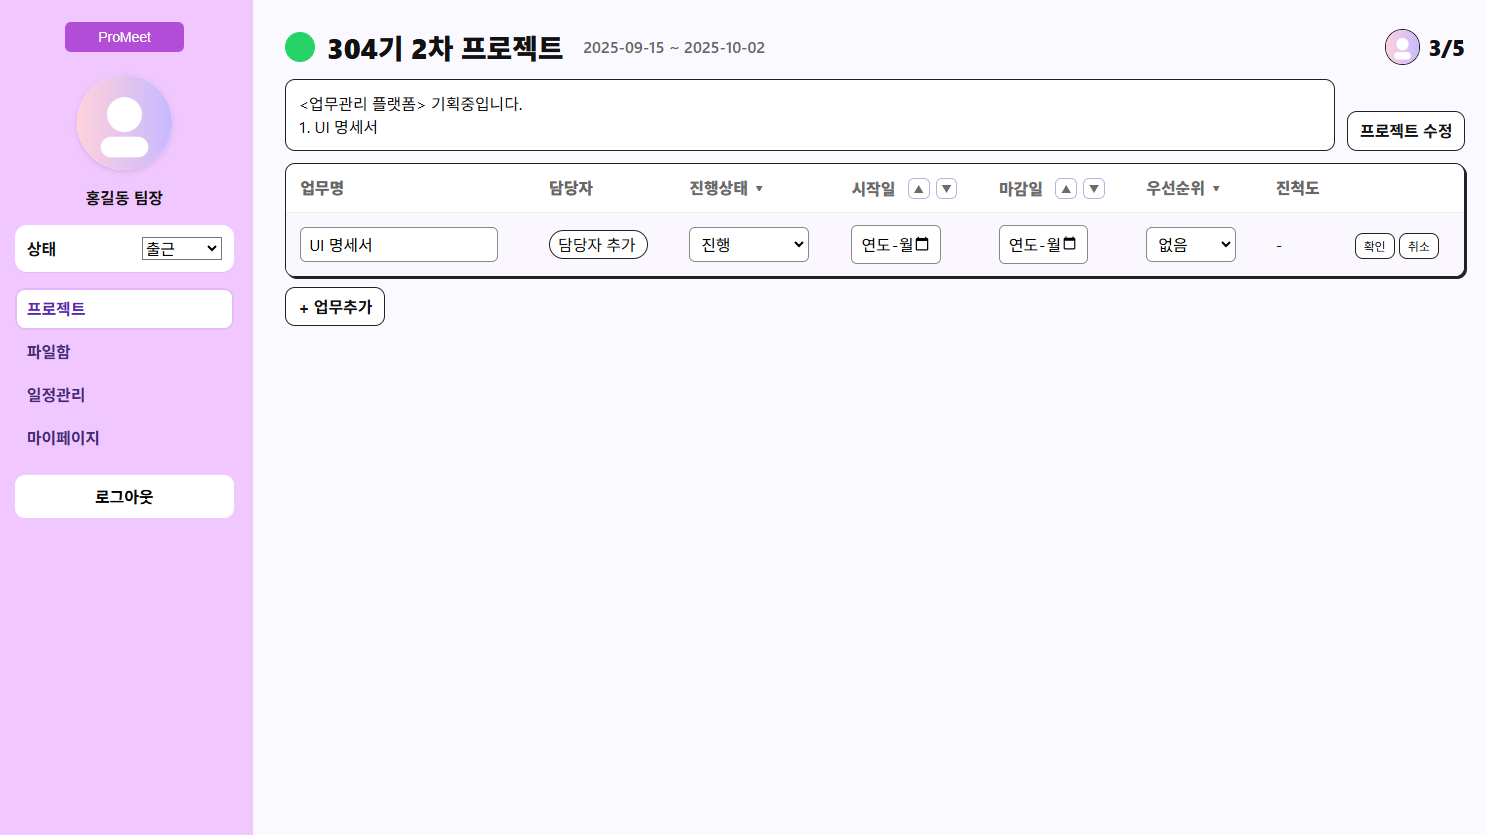 ProMeet
홍길동 팀장
상태
출근
프로젝트
파일함
일정관리
마이페이지
로그아웃
304기 2차 프로젝트 2025-09-15 ~ 2025-10-02
3/5
<업무관리 플랫폼> 기획중입니다.
1. UI 명세서
프로젝트 수정
업무명 담당자 진행상태 ▼ 시작일 ▲ ▼ 마감일 ▲ ▼ 우선순위 ▼ 진척도
UI 명세서 담당자 추가 진행 연도-월 연도-월 없음 - 확인 취소
+ 업무추가